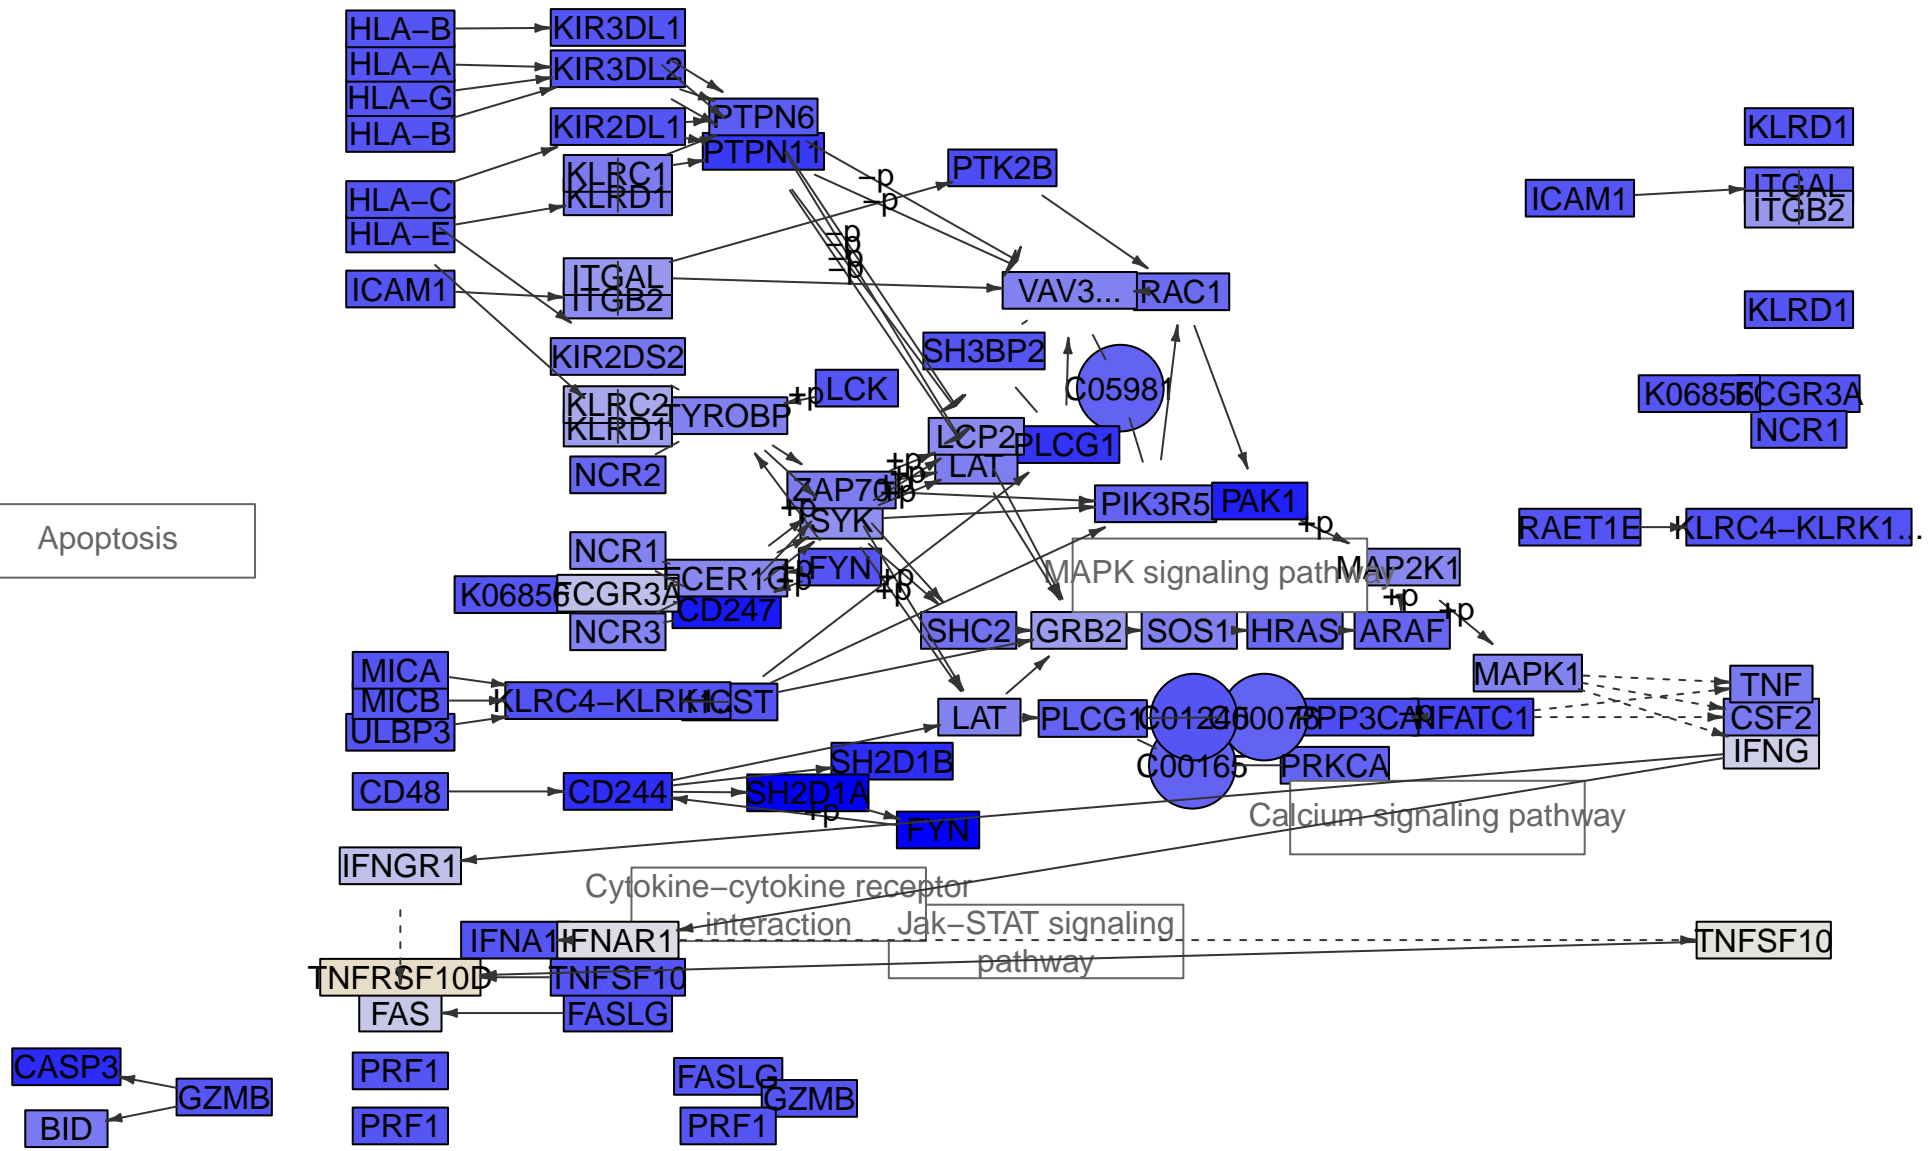 HLA−B
KIR3DL1
HLA−A
KIR3DL2
HLA−G
HLA−B
KIR2DL1
PTPN6
PTPN11
KLRC1
KLRD1
HLA−C
HLA−E
PTK2B
−p
−p
−p
−p
−p
−p
ICAM1
ITGAL
ITGB2
VAV3...
RAC1
KIR2DS2
SH3BP2
C05981
LCK
+p
KLRC2
KLRD1
TYROBP
LCP2
PLCG1
LAT
NCR2
ZAP70
SYK
+p
+p
+p
+p
+p
PIK3R5
PAK1
+p
Apoptosis
NCR1
FCER1G
FYN
+p
+p
+p
+p
K06856
FCGR3A
CD247
NCR3
MAPK signaling pathway
MAP2K1
+p
+p
SHC2
GRB2
SOS1
HRAS
ARAF
MICA
MICB
ULBP3
KLRC4−KLRK1...
HCST
MAPK1
TNF
CSF2
IFNG
LAT
PLCG1
C01245
C00076
PPP3CA
NFATC1
C00165
PRKCA
SH2D1B
CD48
CD244
SH2D1A
+p
FYN
Calcium signaling pathway
IFNGR1
Cytokine−cytokine receptor
interaction
Jak−STAT signaling
pathway
IFNA1
IFNAR1
TNFSF10
TNFRSF10D
TNFSF10
FAS
FASLG
CASP3
GZMB
BID
PRF1
PRF1
FASLG
GZMB
PRF1
KLRD1
ICAM1
ITGAL
ITGB2
KLRD1
K06856
FCGR3A
NCR1
RAET1E
KLRC4−KLRK1...